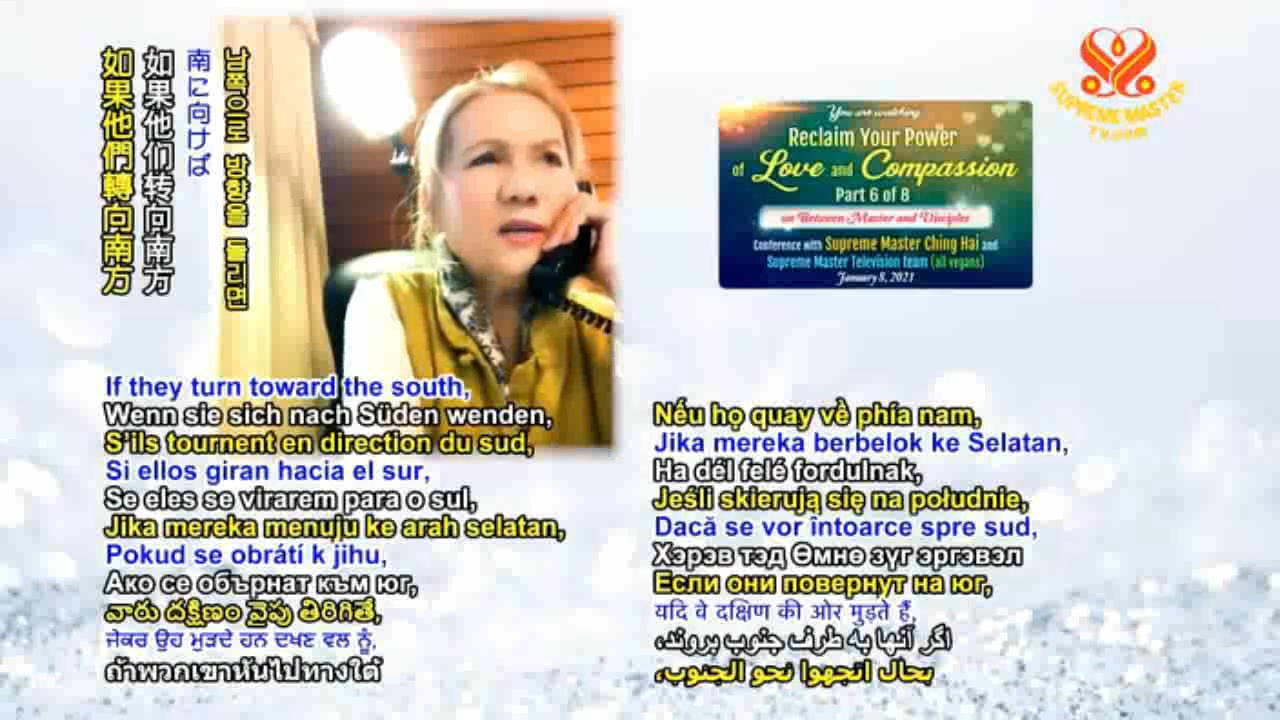 如果他們轉向南方
如果他们转向南方
南に向けば
남쪽으로 방향을 돌리면
SUPREME MASTER
You are watching
Reclaim Your Power
of Love and Compassion
Part 6 of 8
on Between Master and Disciples
Conference with Supreme Master Ching Hai and
Supreme Master Television team (all vegans)
January 8, 2021
If they turn toward the south,
Wenn sie sich nach Süden wenden,
S'ils tournent en direction du sud,
Si ellos giran hacia el sur,
Se eles se virarem para o sul,
Jika mereka menuju ke arah selatan,
Pokud se obrátí k jihu,
Ако се обърнат към юг,
వారు దక్షిణం వైపు తిరిగితే,
ਜੇਕਰ ਉਹ ਮੁੜਦੇ ਹਨ ਦਖਣ ਵਲ ਨੂੰ,
ถ้าพวกเขาหันไปทางใต้
Nếu họ quay về phía nam,
Jika mereka berbelok ke Selatan,
Ha dél felé fordulnak,
Jeśli skierują się na południe,
Dacă se vor întoarce spre sud,
Хэрэв тэд Өмнө зүг эргэвэл
Если они повернут на юг,
यदि वे दक्षिण की ओर मुड़ते हैं,
اگر آنها به طرف جنوب بروند،
بحال اتجهوا نحو الجنوب،